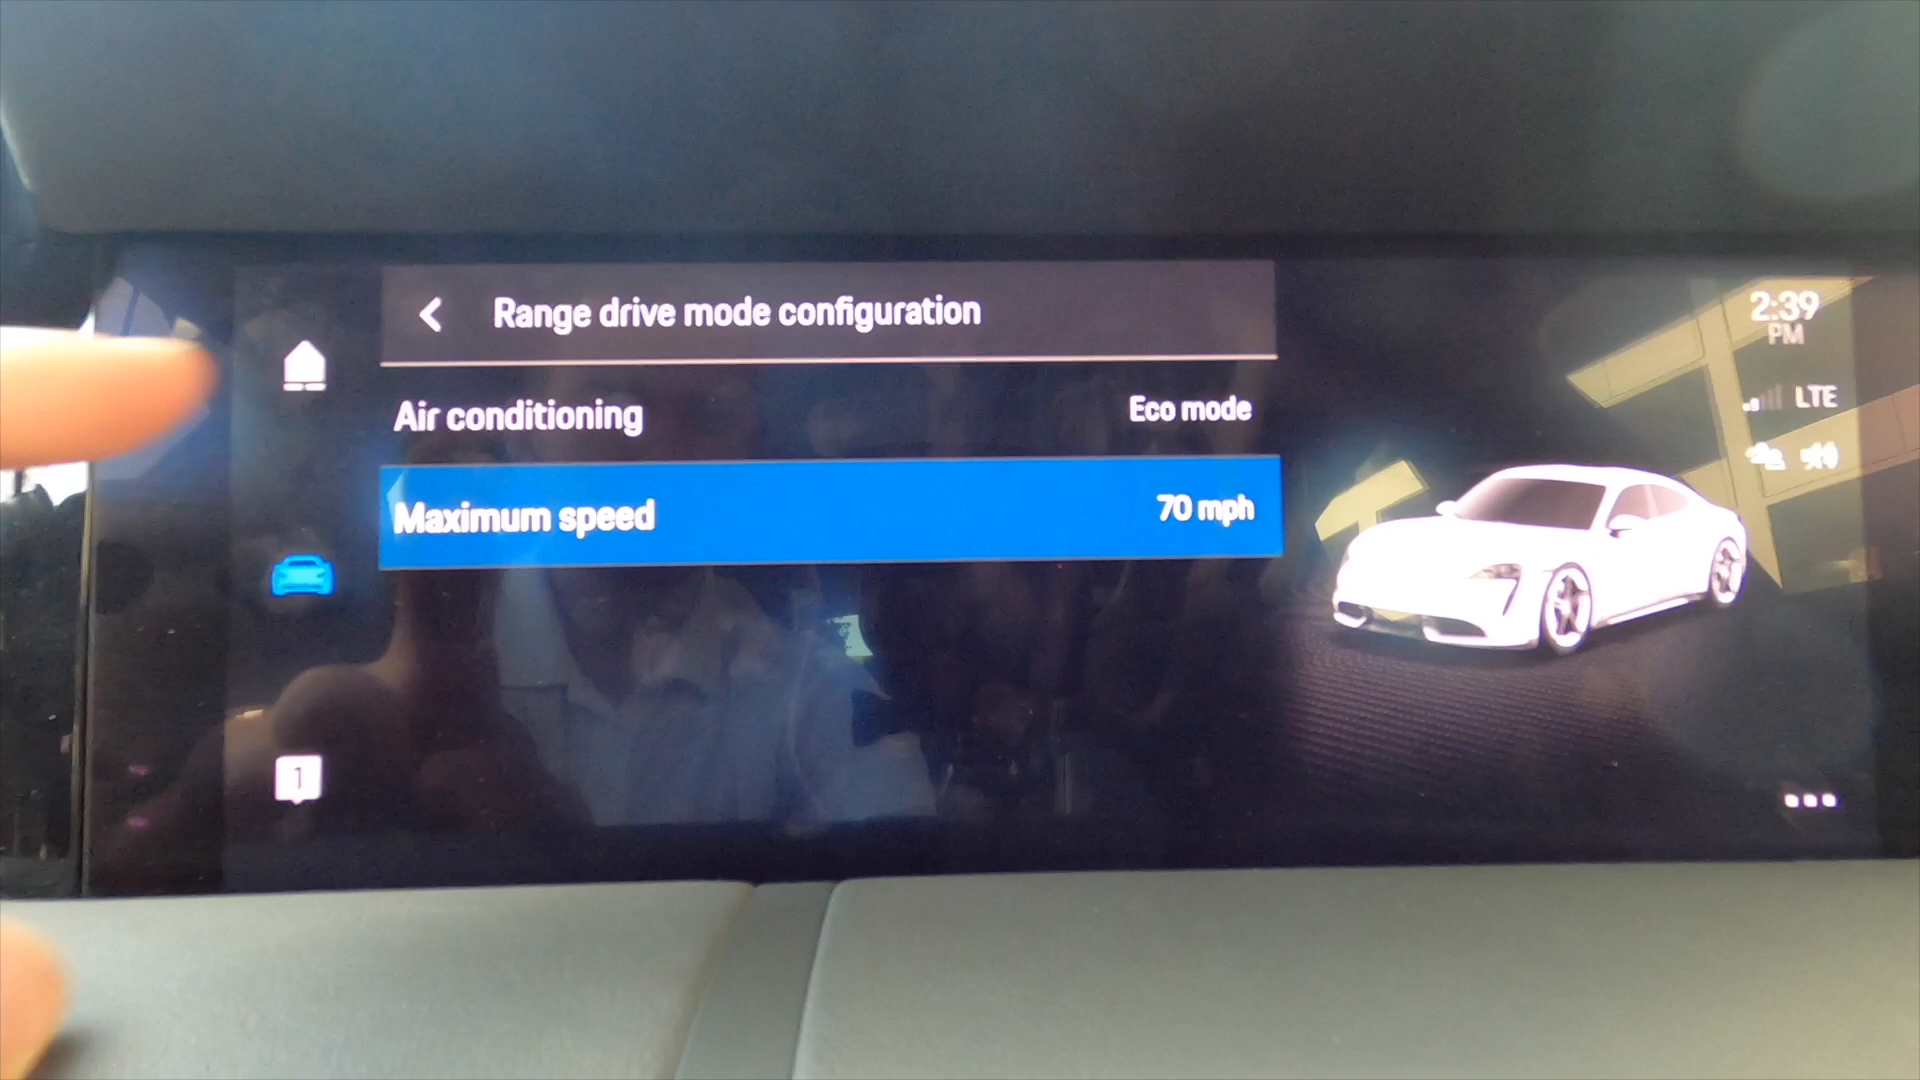 Range drive mode configuration
2:39
PM
Air conditioning Eco mode
LTE
Maximum speed 70 mph
1